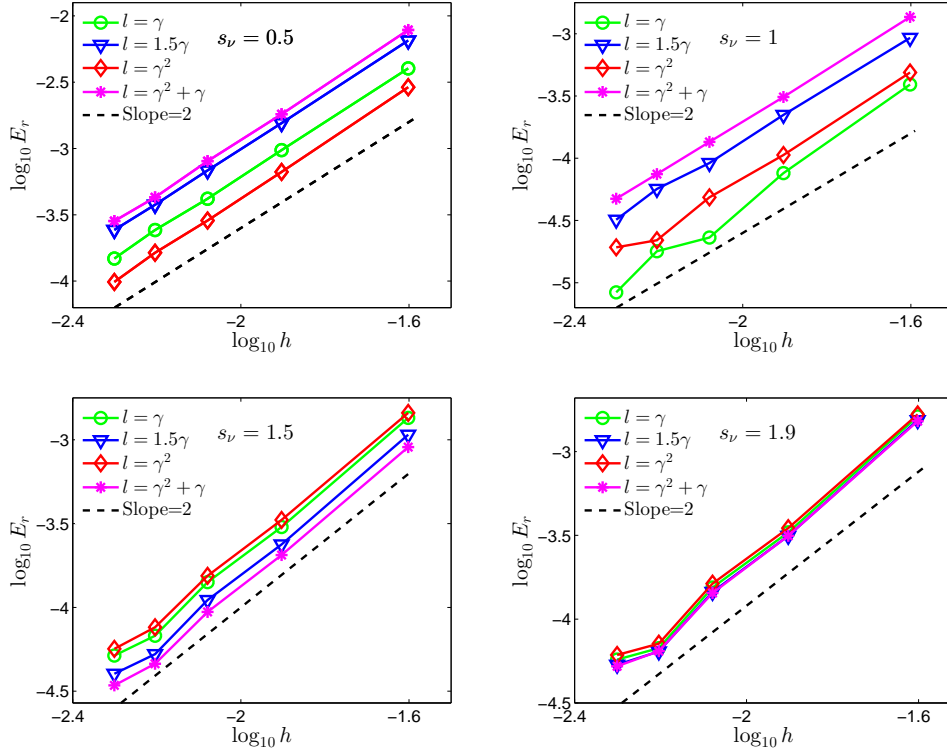 −2
−2.5
−3
−3.5
−4
log₁₀ Eᵣ
l = γ
l = 1.5γ
l = γ²
l = γ² + γ
Slope=2
s_ν = 0.5
−2.4 −2 −1.6
log₁₀ h
−3
−3.5
−4
−4.5
−5
log₁₀ Eᵣ
l = γ
l = 1.5γ
l = γ²
l = γ² + γ
Slope=2
s_ν = 1
−2.4 −2 −1.6
log₁₀ h
−3
−3.5
−4
−4.5
log₁₀ Eᵣ
l = γ
l = 1.5γ
l = γ²
l = γ² + γ
Slope=2
s_ν = 1.5
−2.4 −2 −1.6
log₁₀ h
−3
−3.5
−4
−4.5
log₁₀ Eᵣ
l = γ
l = 1.5γ
l = γ²
l = γ² + γ
Slope=2
s_ν = 1.9
−2.4 −2 −1.6
log₁₀ h